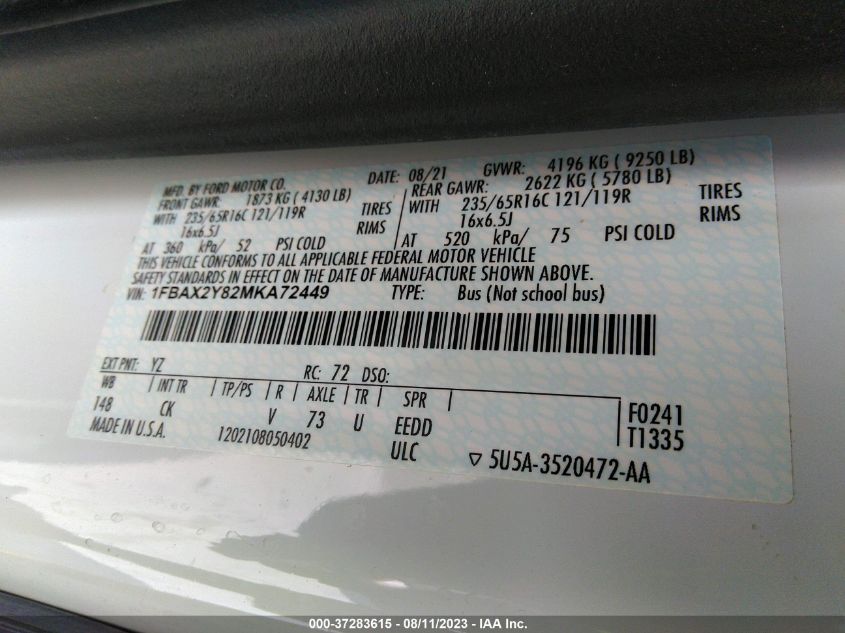 MFD. BY FORD MOTOR CO. DATE: 08/21 GVWR: 4196 KG ( 9250 LB)
FRONT GAWR: 1873 KG ( 4130 LB) REAR GAWR: 2622 KG ( 5780 LB)
WITH 235/65R16C 121/119R TIRES WITH 235/65R16C 121/119R TIRES
16x6.5J RIMS 16x6.5J RIMS
AT 360 kPa/ 52 PSI COLD AT 520 kPa/ 75 PSI COLD
THIS VEHICLE CONFORMS TO ALL APPLICABLE FEDERAL MOTOR VEHICLE
SAFETY STANDARDS IN EFFECT ON THE DATE OF MANUFACTURE SHOWN ABOVE.
VIN: 1FBAX2Y82MKA72449 TYPE: Bus (Not school bus)
EXT PNT: YZ RC: 72 DSO:
WB INT TR TP/PS R AXLE TR SPR
148 CK V 73 U EEDD F0241
T1335
MADE IN U.S.A. 1202108050402 ULC
5U5A-3520472-AA
000-37283615 - 08/11/2023 - IAA Inc.